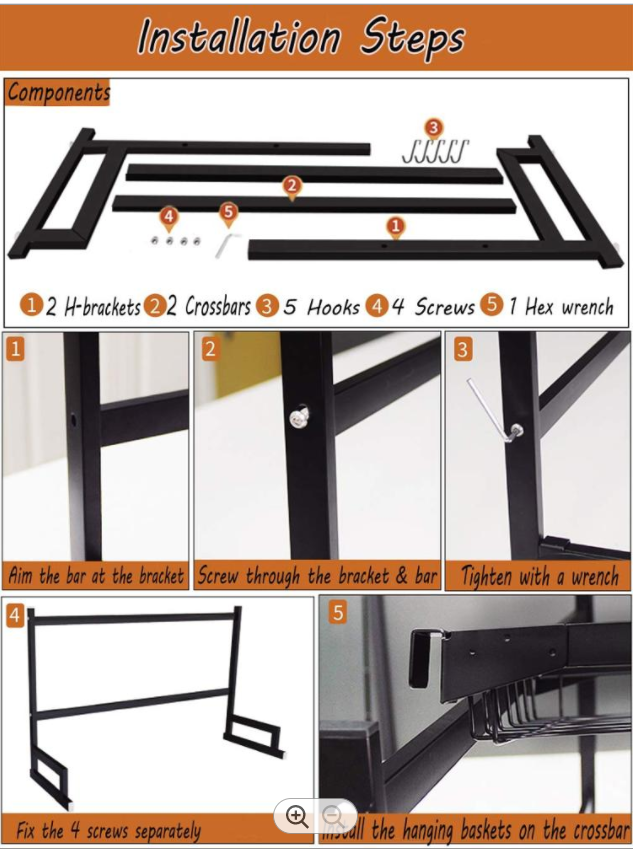 Installation Steps
Components
3
2
4
5
1
1 2 H-brackets 2 2 Crossbars 3 5 Hooks 4 4 Screws 5 1 Hex wrench
1
2
3
Aim the bar at the bracket
Screw through the bracket & bar
Tighten with a wrench
4
5
Fix the 4 screws separately
Install the hanging baskets on the crossbar